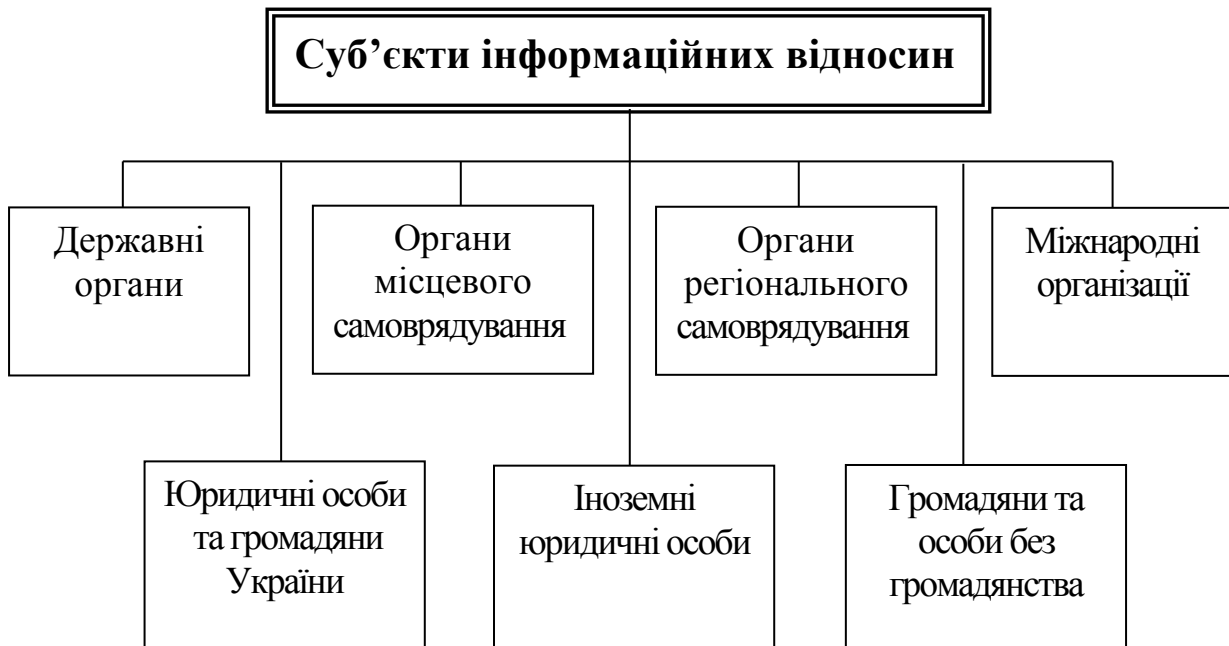 Суб’єкти інформаційних відносин
Державні
органи
Органи
місцевого
самоврядування
Органи
регіонального
самоврядування
Міжнародні
організації
Юридичні особи
та громадяни
України
Іноземні
юридичні особи
Громадяни та
особи без
громадянства